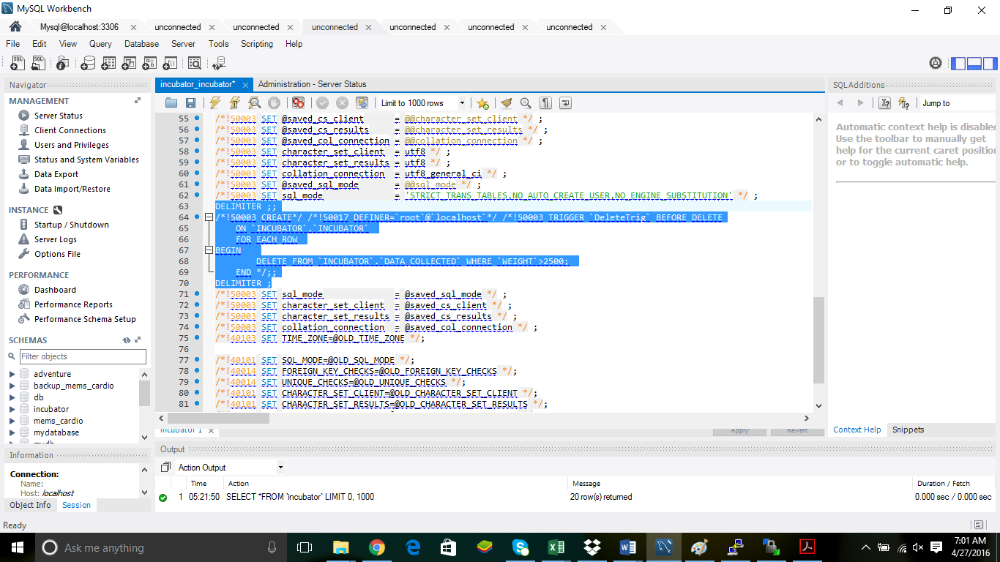 MySQL Workbench
Mysql@localhost:3306
unconnected
unconnected
unconnected
unconnected
unconnected
unconnected
File Edit View Query Database Server Tools Scripting Help
Navigator
MANAGEMENT
Server Status
Client Connections
Users and Privileges
Status and System Variables
Data Export
Data Import/Restore
INSTANCE
Startup / Shutdown
Server Logs
Options File
PERFORMANCE
Dashboard
Performance Reports
Performance Schema Setup
SCHEMAS
Filter objects
adventure
backup_mems_cardio
db
incubator
mems_cardio
mydatabase
mydb
Information
Connection:
Name:
Host: localhost
Object Info Session
incubator_incubator*
Administration - Server Status
Limit to 1000 rows
55 /*!50003 SET @saved_cs_client = @@character_set_client */ ;
56 /*!50003 SET @saved_cs_results = @@character_set_results */ ;
57 /*!50003 SET @saved_col_connection = @@collation_connection */ ;
58 /*!50003 SET character_set_client = utf8 */ ;
59 /*!50003 SET character_set_results = utf8 */ ;
60 /*!50003 SET collation_connection = utf8_general_ci */ ;
61 /*!50003 SET @saved_sql_mode = @@sql_mode */ ;
62 /*!50003 SET sql_mode = 'STRICT_TRANS_TABLES,NO_AUTO_CREATE_USER,NO_ENGINE_SUBSTITUTION' */ ;
63 DELIMITER ;;
64 /*!50003 CREATE*/ /*!50017 DEFINER=`root`@`localhost`*/ /*!50003 TRIGGER `DeleteTrig` BEFORE DELETE
65 ON `INCUBATOR`.`INCUBATOR`
66 FOR EACH ROW
67 BEGIN
68 DELETE FROM `INCUBATOR`.`DATA_COLLECTED` WHERE `WEIGHT`>2500;
69 END */;;
70 DELIMITER ;
71 /*!50003 SET sql_mode = @saved_sql_mode */ ;
72 /*!50003 SET character_set_client = @saved_cs_client */ ;
73 /*!50003 SET character_set_results = @saved_cs_results */ ;
74 /*!50003 SET collation_connection = @saved_col_connection */ ;
75 /*!40103 SET TIME_ZONE=@OLD_TIME_ZONE */;
76
77 /*!40101 SET SQL_MODE=@OLD_SQL_MODE */;
78 /*!40014 SET FOREIGN_KEY_CHECKS=@OLD_FOREIGN_KEY_CHECKS */;
79 /*!40014 SET UNIQUE_CHECKS=@OLD_UNIQUE_CHECKS */;
80 /*!40101 SET CHARACTER_SET_CLIENT=@OLD_CHARACTER_SET_CLIENT */;
81 /*!40101 SET CHARACTER_SET_RESULTS=@OLD_CHARACTER_SET_RESULTS */;
incubator 1
Apply Revert
SQLAdditions
Jump to
Automatic context help is disabled
Use the toolbar to manually get
help for the current caret position
or to toggle automatic help.
Context Help Snippets
Output
Action Output
Time Action Message Duration / Fetch
1 05:21:50 SELECT *FROM `incubator` LIMIT 0, 1000 20 row(s) returned 0.000 sec / 0.000 sec
Ready
Ask me anything
7:01 AM
4/27/2016